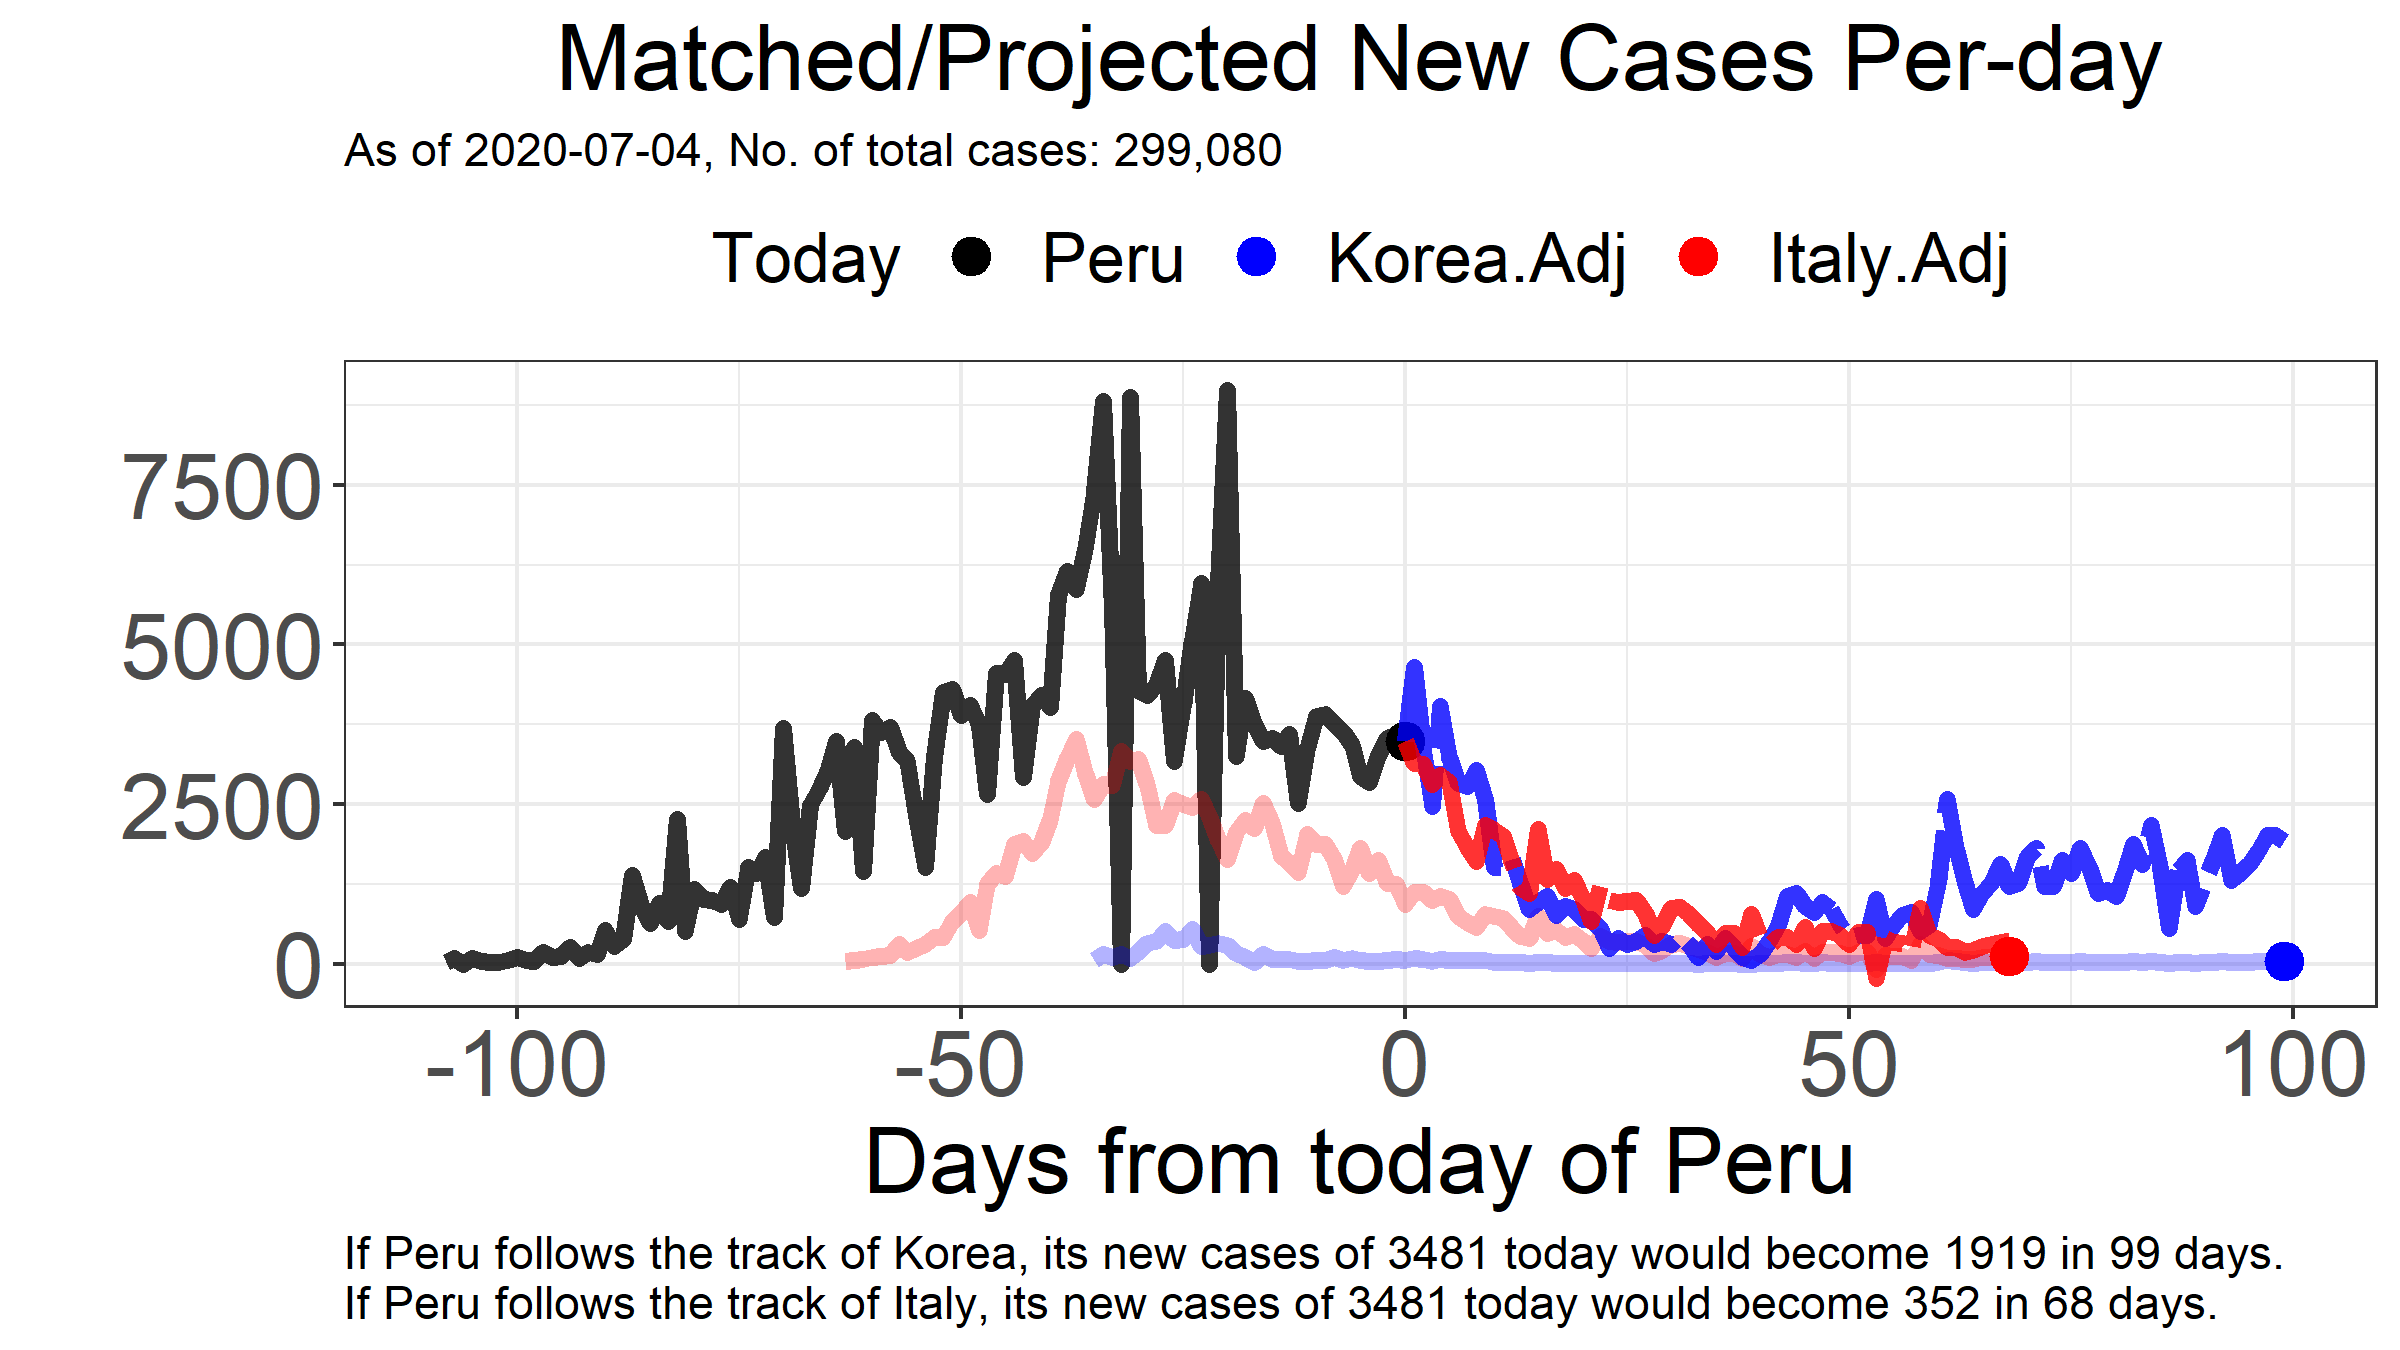 Matched/Projected New Cases Per-day
As of 2020-07-04, No. of total cases: 299,080
Today Peru Korea.Adj Italy.Adj
7500
5000
2500
0
-100 -50 0 50 100
Days from today of Peru
If Peru follows the track of Korea, its new cases of 3481 today would become 1919 in 99 days.
If Peru follows the track of Italy, its new cases of 3481 today would become 352 in 68 days.